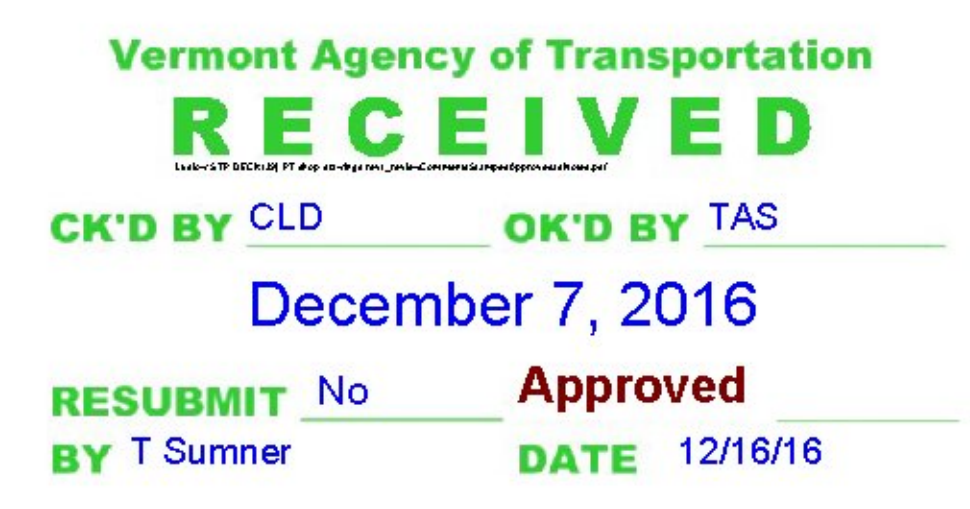 Vermont Agency of Transportation
RECEIVED
CK'D BY CLD OK'D BY TAS
December 7, 2016
RESUBMIT No Approved
BY T Sumner DATE 12/16/16